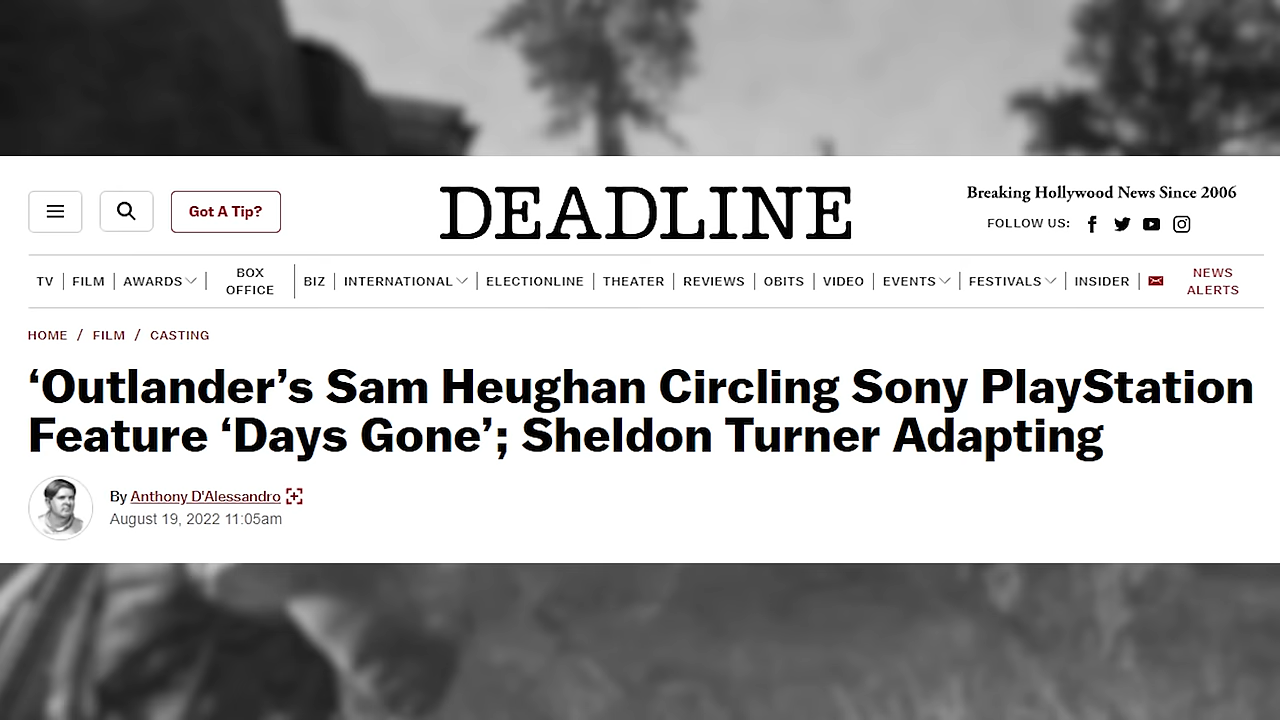 Got A Tip?
DEADLINE
Breaking Hollywood News Since 2006
FOLLOW US:
TV FILM AWARDS BOX OFFICE BIZ INTERNATIONAL ELECTIONLINE THEATER REVIEWS OBITS VIDEO EVENTS FESTIVALS INSIDER NEWS ALERTS
HOME / FILM / CASTING
‘Outlander’s Sam Heughan Circling Sony PlayStation
Feature ‘Days Gone’; Sheldon Turner Adapting
By Anthony D'Alessandro
August 19, 2022 11:05am